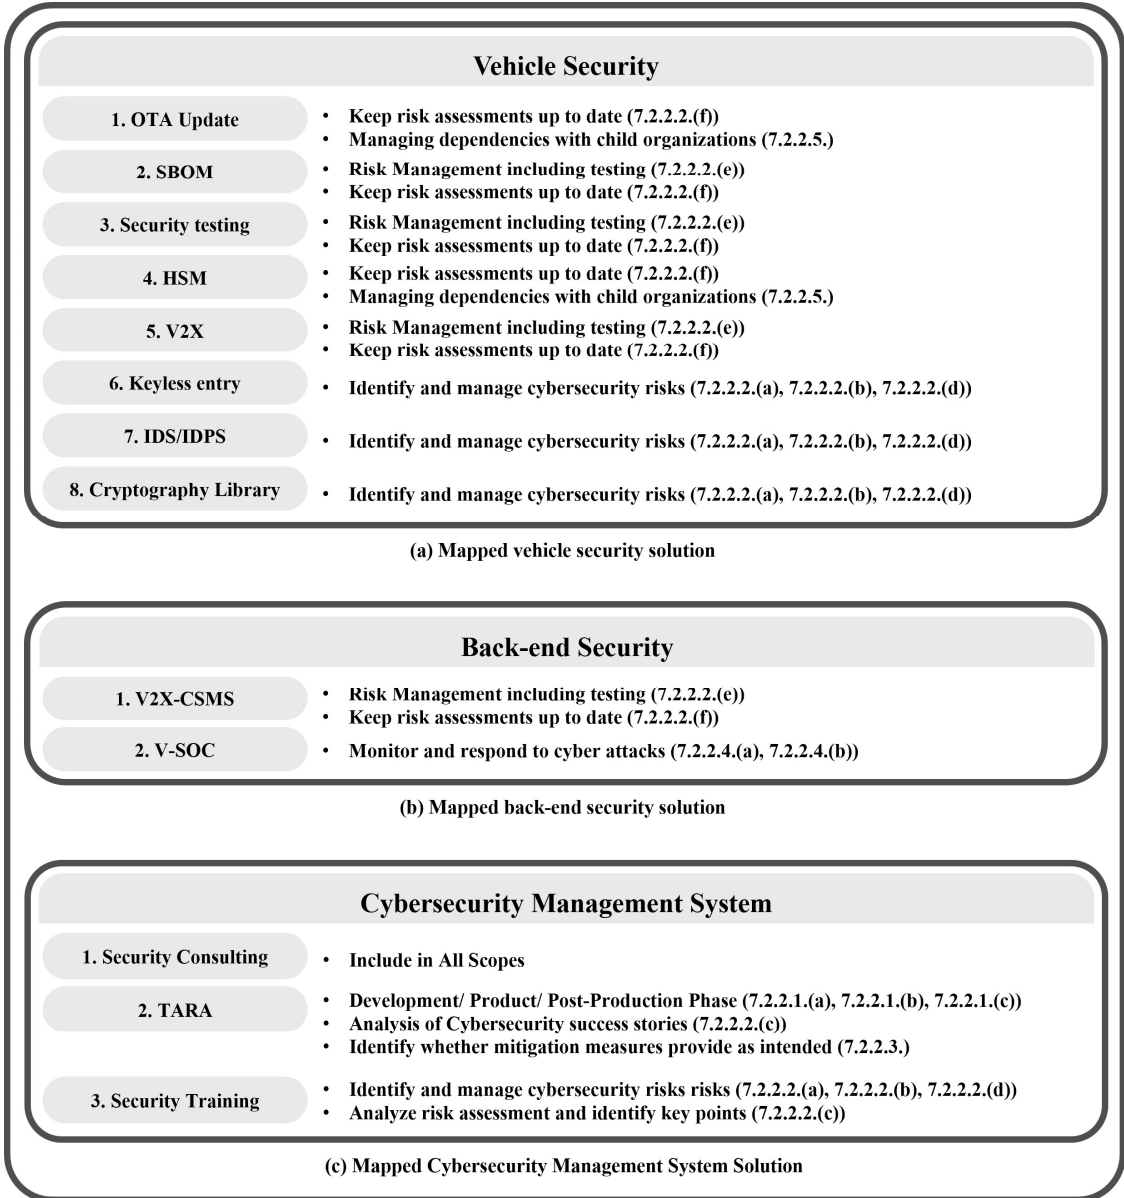 Vehicle Security
1. OTA Update
• Keep risk assessments up to date (7.2.2.2.(f))
• Managing dependencies with child organizations (7.2.2.5.)
2. SBOM
• Risk Management including testing (7.2.2.2.(e))
• Keep risk assessments up to date (7.2.2.2.(f))
3. Security testing
• Risk Management including testing (7.2.2.2.(e))
• Keep risk assessments up to date (7.2.2.2.(f))
4. HSM
• Keep risk assessments up to date (7.2.2.2.(f))
• Managing dependencies with child organizations (7.2.2.5.)
5. V2X
• Risk Management including testing (7.2.2.2.(e))
• Keep risk assessments up to date (7.2.2.2.(f))
6. Keyless entry
• Identify and manage cybersecurity risks (7.2.2.2.(a), 7.2.2.2.(b), 7.2.2.2.(d))
7. IDS/IDPS
• Identify and manage cybersecurity risks (7.2.2.2.(a), 7.2.2.2.(b), 7.2.2.2.(d))
8. Cryptography Library
• Identify and manage cybersecurity risks (7.2.2.2.(a), 7.2.2.2.(b), 7.2.2.2.(d))
(a) Mapped vehicle security solution
Back-end Security
1. V2X-CSMS
• Risk Management including testing (7.2.2.2.(e))
• Keep risk assessments up to date (7.2.2.2.(f))
2. V-SOC
• Monitor and respond to cyber attacks (7.2.2.4.(a), 7.2.2.4.(b))
(b) Mapped back-end security solution
Cybersecurity Management System
1. Security Consulting
• Include in All Scopes
2. TARA
• Development/ Product/ Post-Production Phase (7.2.2.1.(a), 7.2.2.1.(b), 7.2.2.1.(c))
• Analysis of Cybersecurity success stories (7.2.2.2.(c))
• Identify whether mitigation measures provide as intended (7.2.2.3.)
3. Security Training
• Identify and manage cybersecurity risks risks (7.2.2.2.(a), 7.2.2.2.(b), 7.2.2.2.(d))
• Analyze risk assessment and identify key points (7.2.2.2.(c))
(c) Mapped Cybersecurity Management System Solution